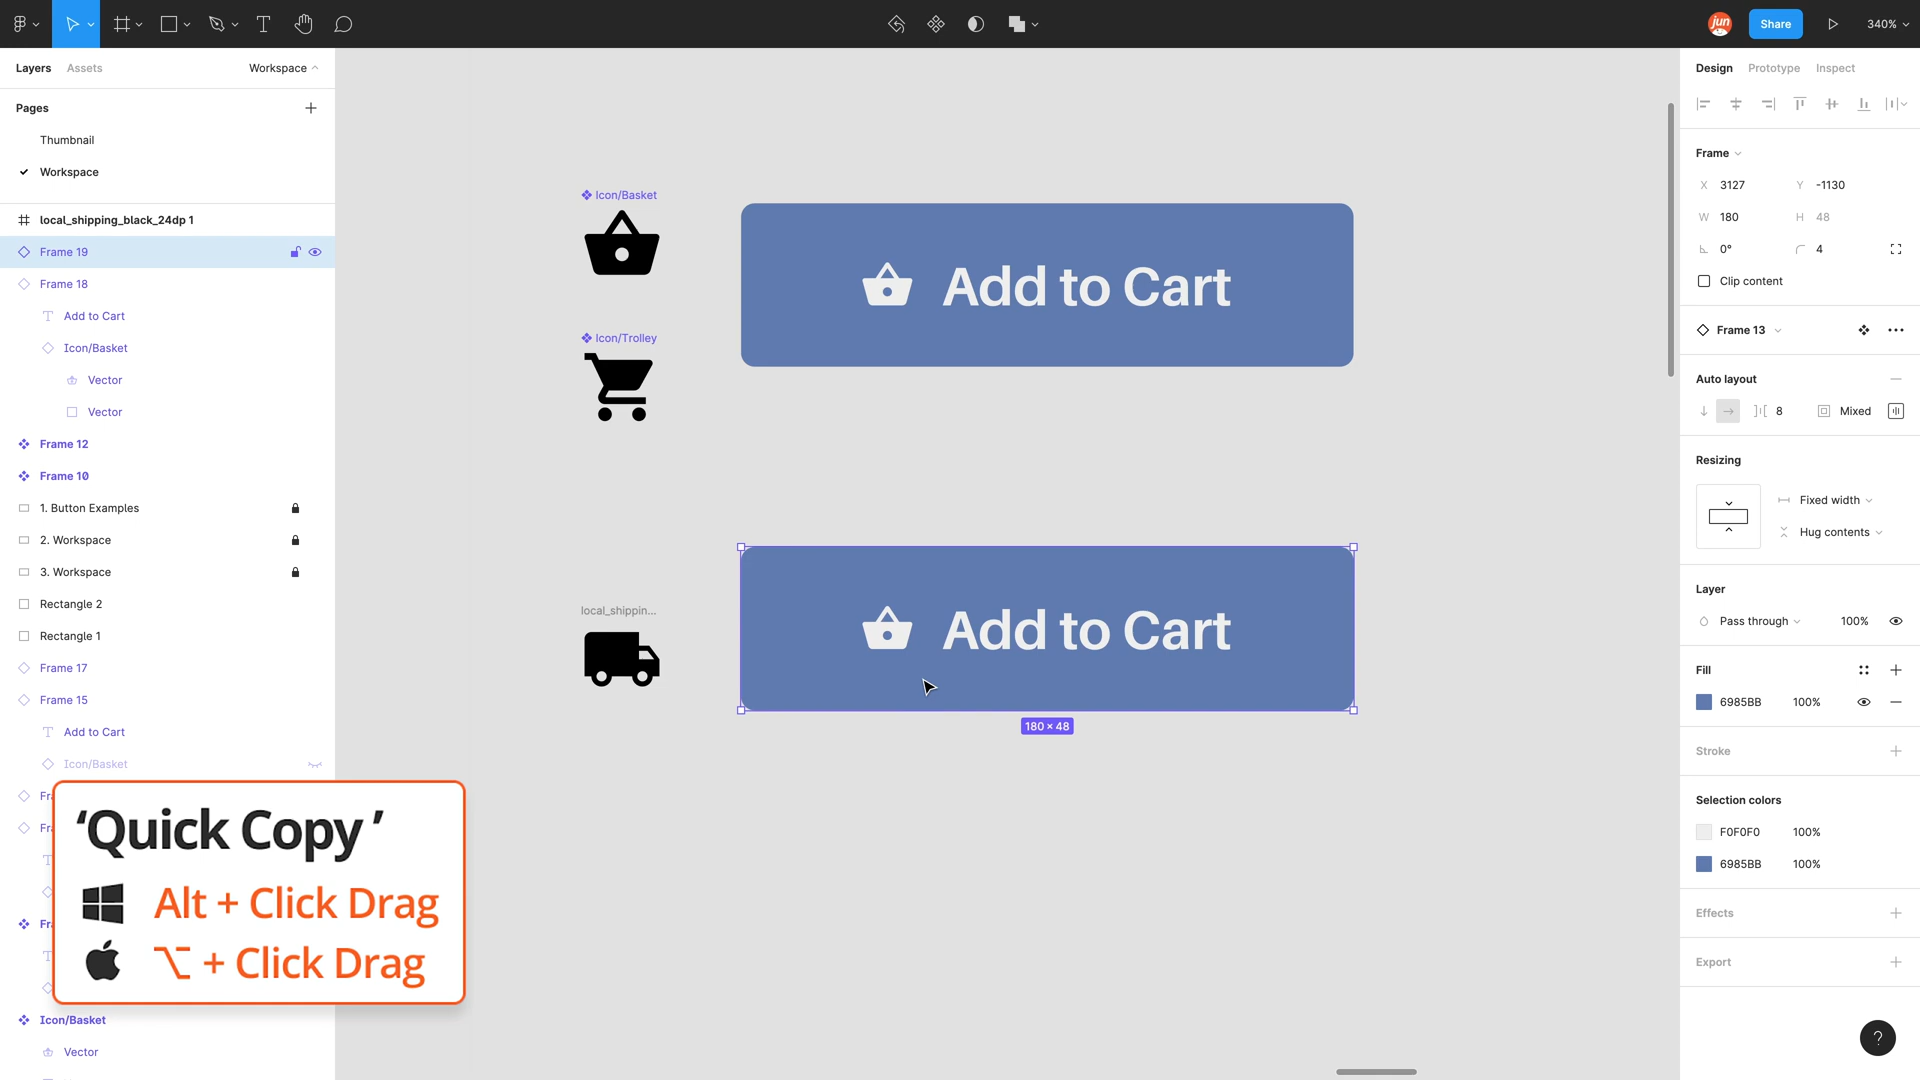 jun
Share
340%
Layers
Assets
Workspace
Pages
Thumbnail
Workspace
local_shipping_black_24dp 1
Frame 19
Frame 18
T Add to Cart
Icon/Basket
Vector
Vector
Frame 12
Frame 10
1. Button Examples
2. Workspace
3. Workspace
Rectangle 2
Rectangle 1
Frame 17
Frame 15
T Add to Cart
Icon/Basket
‘Quick Copy ’
Alt + Click Drag
⌥ + Click Drag
Icon/Basket
Vector
Icon/Basket
Add to Cart
Icon/Trolley
local_shippin...
Add to Cart
180 × 48
Design
Prototype
Inspect
Frame
X 3127 Y -1130
W 180 H 48
0° 4
Clip content
Frame 13
Auto layout
8 Mixed
Resizing
Fixed width
Hug contents
Layer
Pass through 100%
Fill
6985BB 100%
Stroke
Selection colors
F0F0F0 100%
6985BB 100%
Effects
Export
?